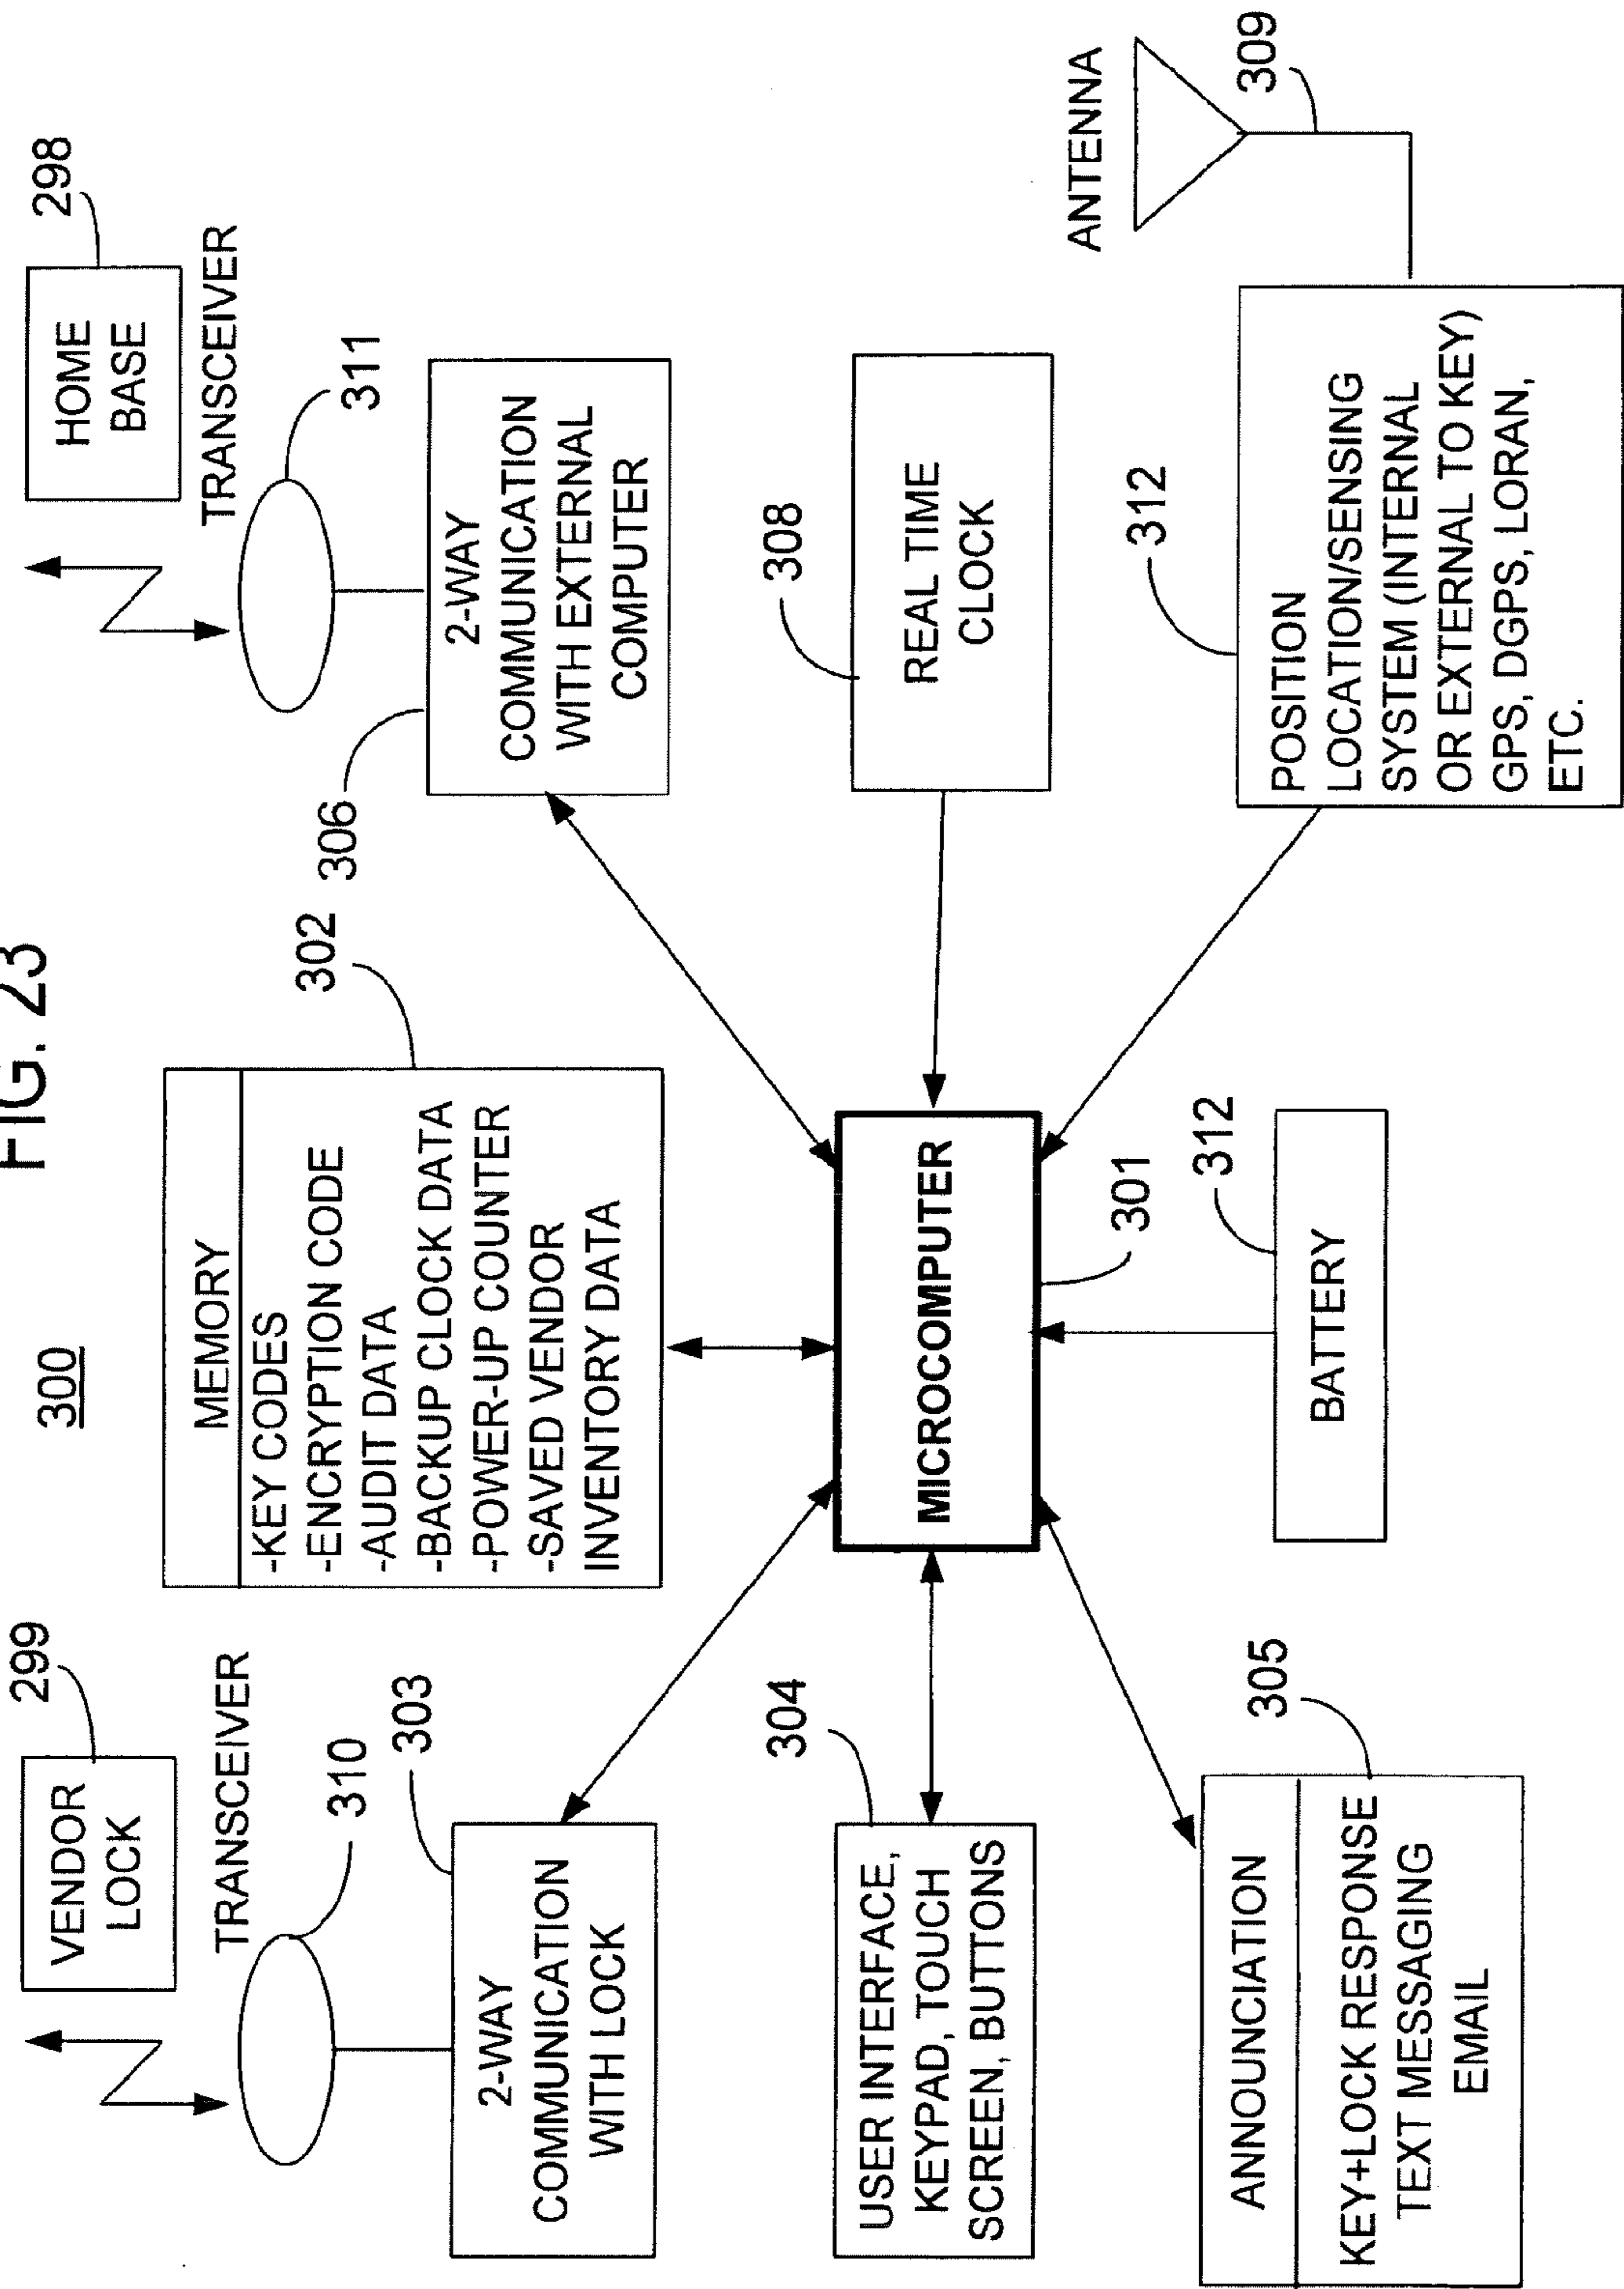 FIG. 23
300
299
VENDOR
LOCK
TRANSCEIVER
310
303
2-WAY
COMMUNICATION
WITH LOCK
304
USER INTERFACE,
KEYPAD, TOUCH
SCREEN, BUTTONS
305
ANNOUNCIATION
KEY+LOCK RESPONSE
TEXT MESSAGING
EMAIL
302
MEMORY
-KEY CODES
-ENCRYPTION CODE
-AUDIT DATA
-BACKUP CLOCK DATA
-POWER-UP COUNTER
-SAVED VENDOR
INVENTORY DATA
MICROCOMPUTER
301
312
BATTERY
298
HOME
BASE
TRANSCEIVER
311
306
2-WAY
COMMUNICATION
WITH EXTERNAL
COMPUTER
308
REAL TIME
CLOCK
312
POSITION
LOCATION/SENSING
SYSTEM (INTERNAL
OR EXTERNAL TO KEY)
GPS, DGPS, LORAN,
ETC.
ANTENNA
309